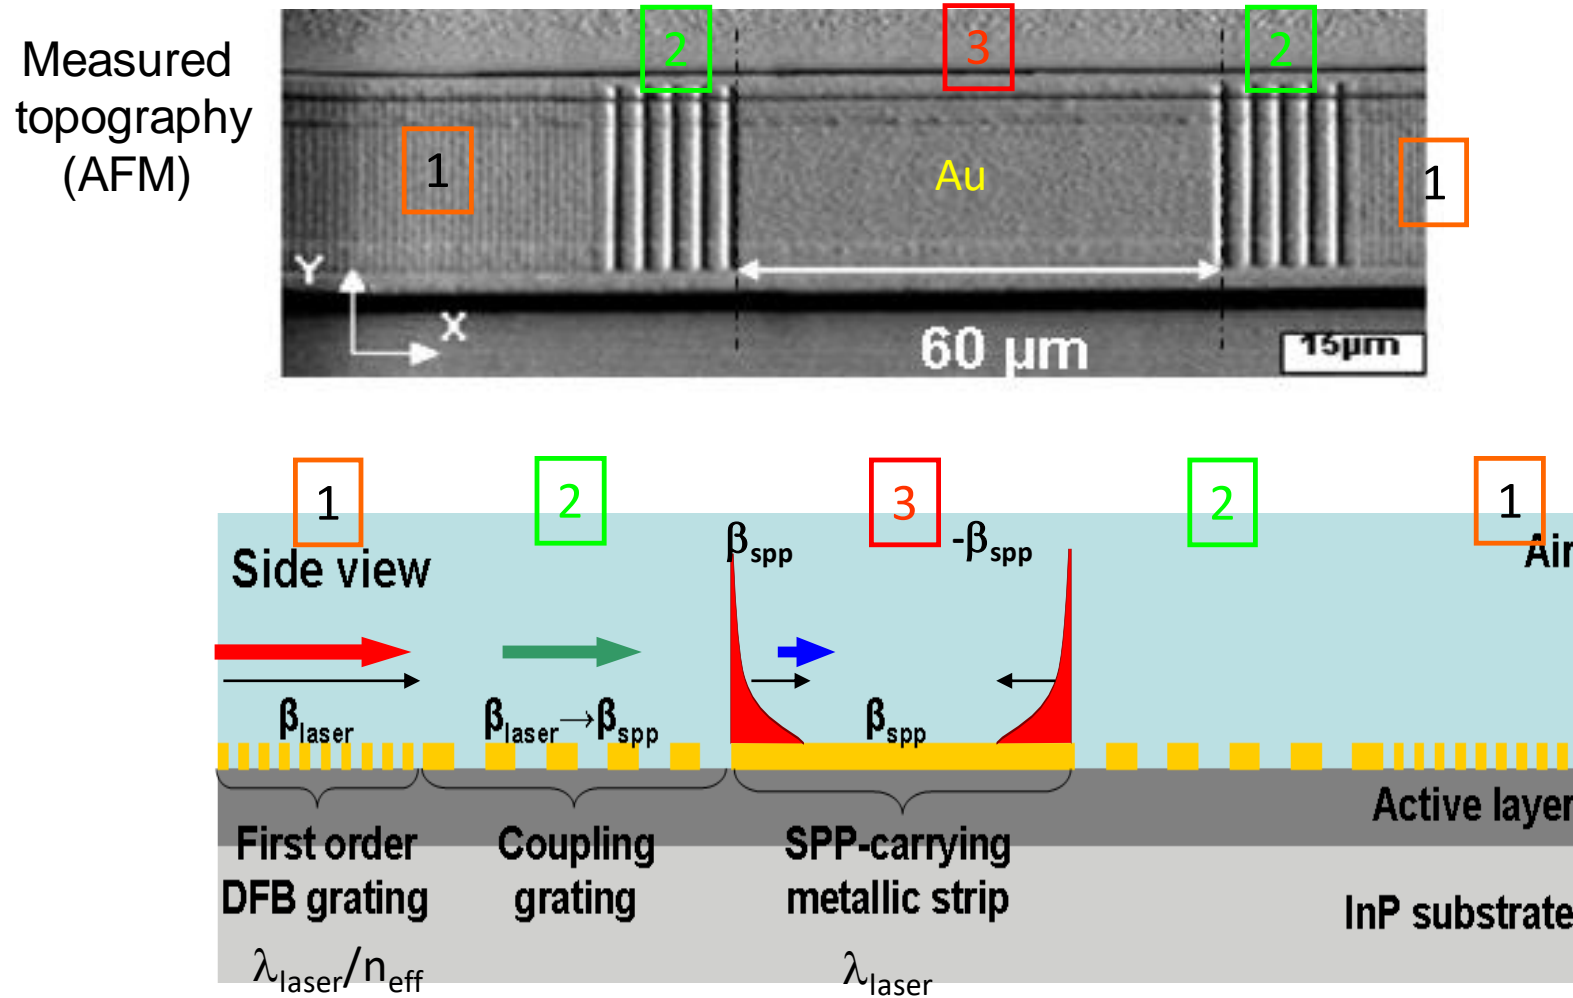 Measured
topography
(AFM)
2
3
2
1
Au
1
Y
X
60 µm
15µm
1
2
3
2
1
Side view
βspp
-βspp
Air
βlaser
βlaser→βspp
βspp
Active layer
First order
DFB grating
Coupling
grating
SPP-carrying
metallic strip
InP substrate
λlaser/neff
λlaser